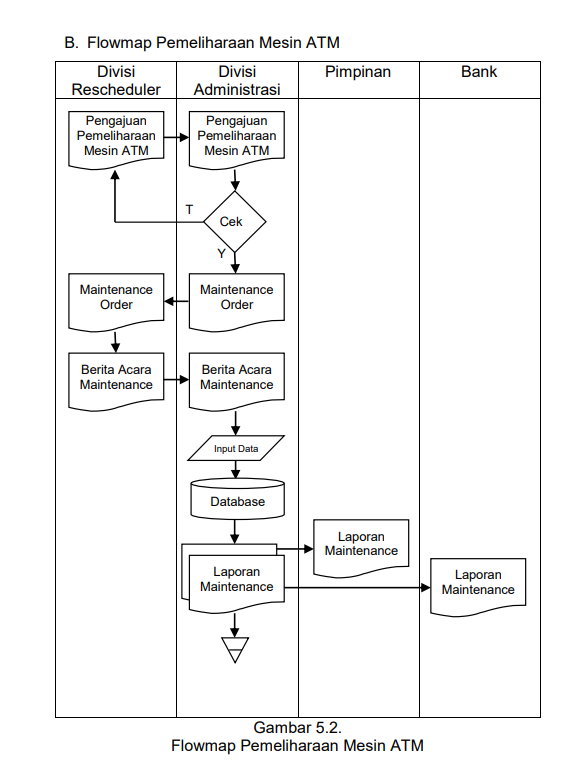 B. Flowmap Pemeliharaan Mesin ATM
Divisi
Rescheduler
Divisi
Administrasi
Pimpinan
Bank
Pengajuan
Pemeliharaan
Mesin ATM
Pengajuan
Pemeliharaan
Mesin ATM
T
Cek
Y
Maintenance
Order
Maintenance
Order
Berita Acara
Maintenance
Berita Acara
Maintenance
Input Data
Database
Laporan
Maintenance
Laporan
Maintenance
Laporan
Maintenance
Gambar 5.2.
Flowmap Pemeliharaan Mesin ATM